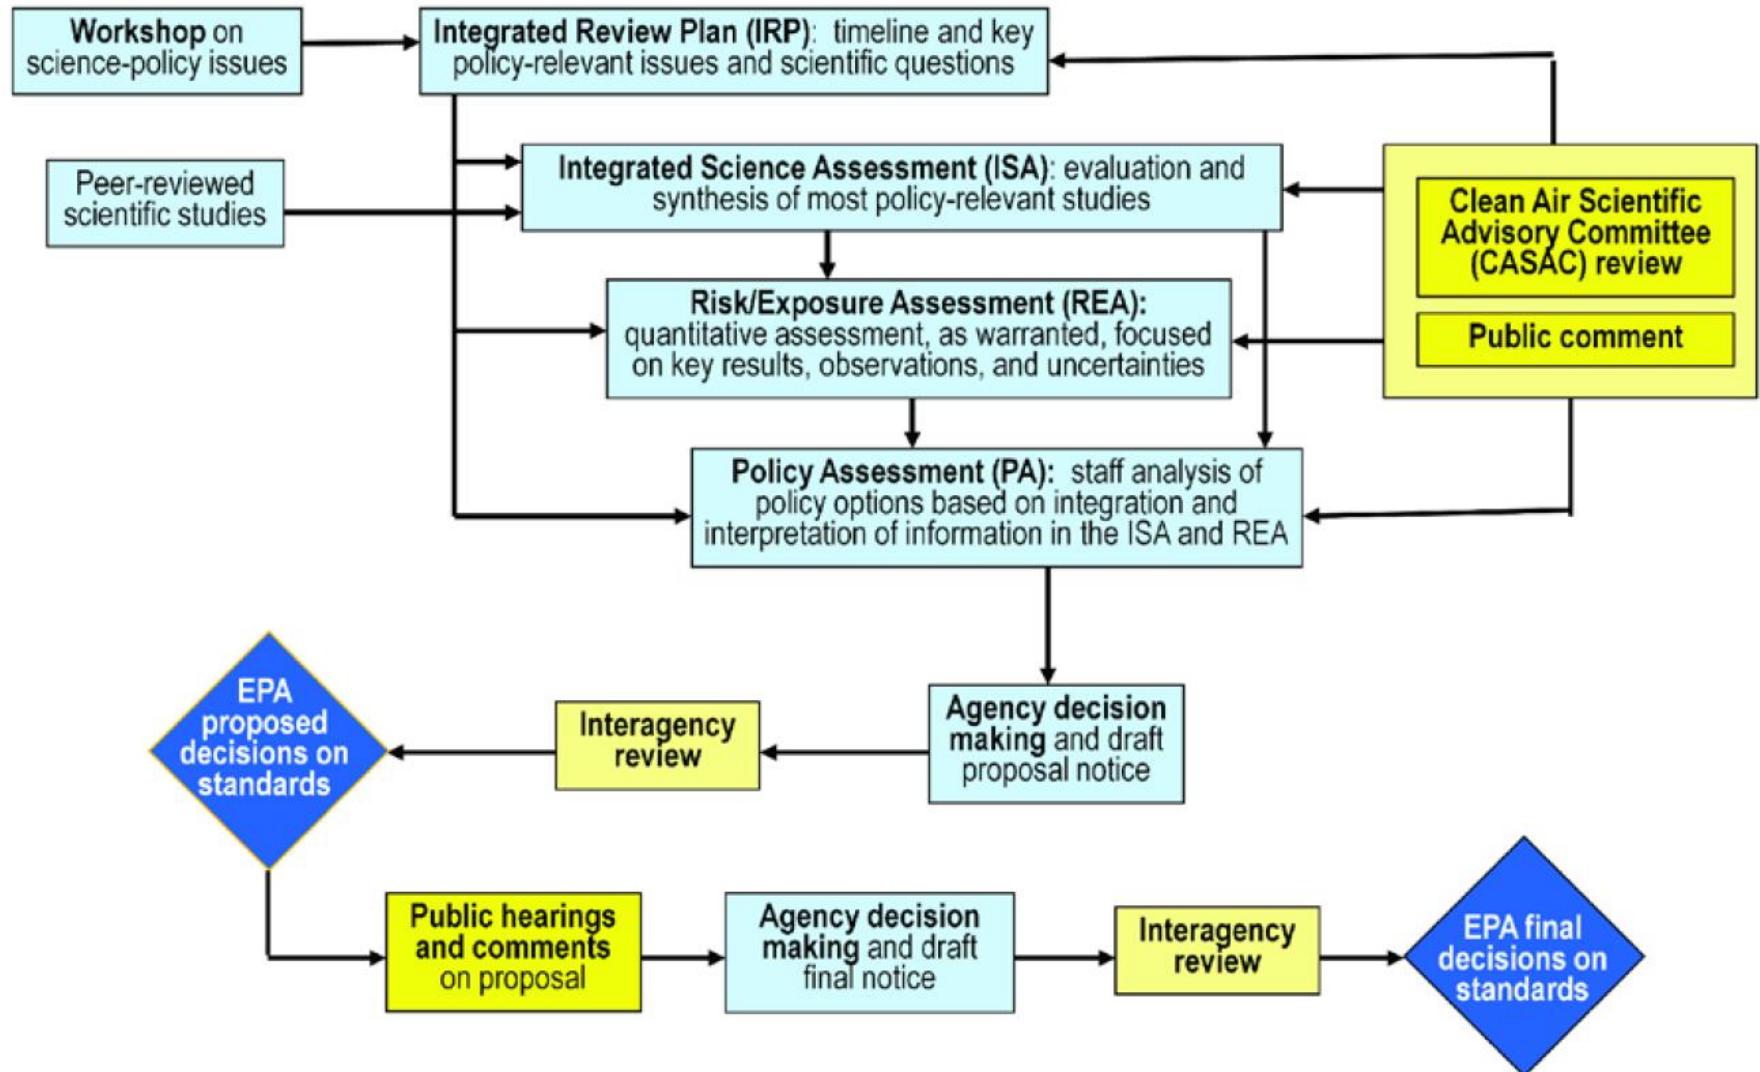 Workshop on
science-policy issues
Integrated Review Plan (IRP): timeline and key
policy-relevant issues and scientific questions
Peer-reviewed
scientific studies
Integrated Science Assessment (ISA): evaluation and
synthesis of most policy-relevant studies
Clean Air Scientific
Advisory Committee
(CASAC) review
Public comment
Risk/Exposure Assessment (REA):
quantitative assessment, as warranted, focused
on key results, observations, and uncertainties
Policy Assessment (PA): staff analysis of
policy options based on integration and
interpretation of information in the ISA and REA
Agency decision
making and draft
proposal notice
Interagency
review
EPA
proposed
decisions on
standards
Public hearings
and comments
on proposal
Agency decision
making and draft
final notice
Interagency
review
EPA final
decisions on
standards